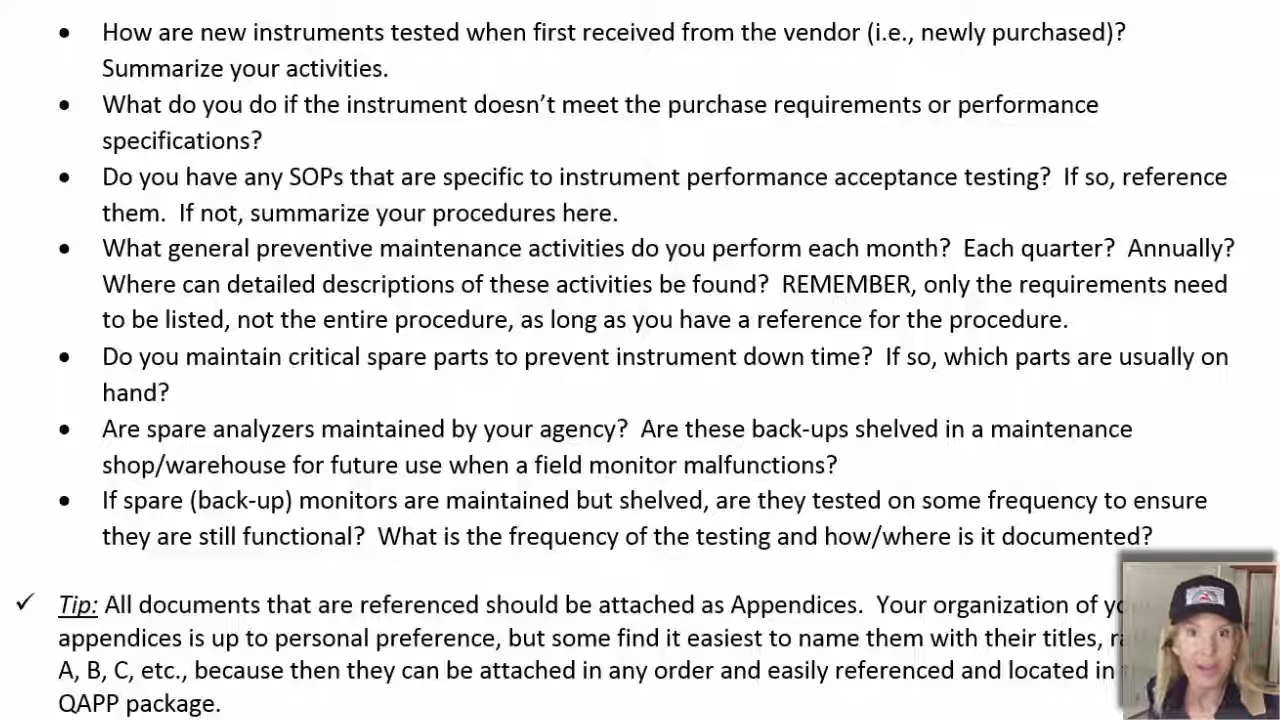 • How are new instruments tested when first received from the vendor (i.e., newly purchased)?
Summarize your activities.
• What do you do if the instrument doesn’t meet the purchase requirements or performance
specifications?
• Do you have any SOPs that are specific to instrument performance acceptance testing?  If so, reference
them.  If not, summarize your procedures here.
• What general preventive maintenance activities do you perform each month?  Each quarter?  Annually?
Where can detailed descriptions of these activities be found?  REMEMBER, only the requirements need
to be listed, not the entire procedure, as long as you have a reference for the procedure.
• Do you maintain critical spare parts to prevent instrument down time?  If so, which parts are usually on
hand?
• Are spare analyzers maintained by your agency?  Are these back-ups shelved in a maintenance
shop/warehouse for future use when a field monitor malfunctions?
• If spare (back-up) monitors are maintained but shelved, are they tested on some frequency to ensure
they are still functional?  What is the frequency of the testing and how/where is it documented?
✓ Tip: All documents that are referenced should be attached as Appendices.  Your organization of
appendices is up to personal preference, but some find it easiest to name them with their titles,
A, B, C, etc., because then they can be attached in any order and easily referenced and located in
QAPP package.